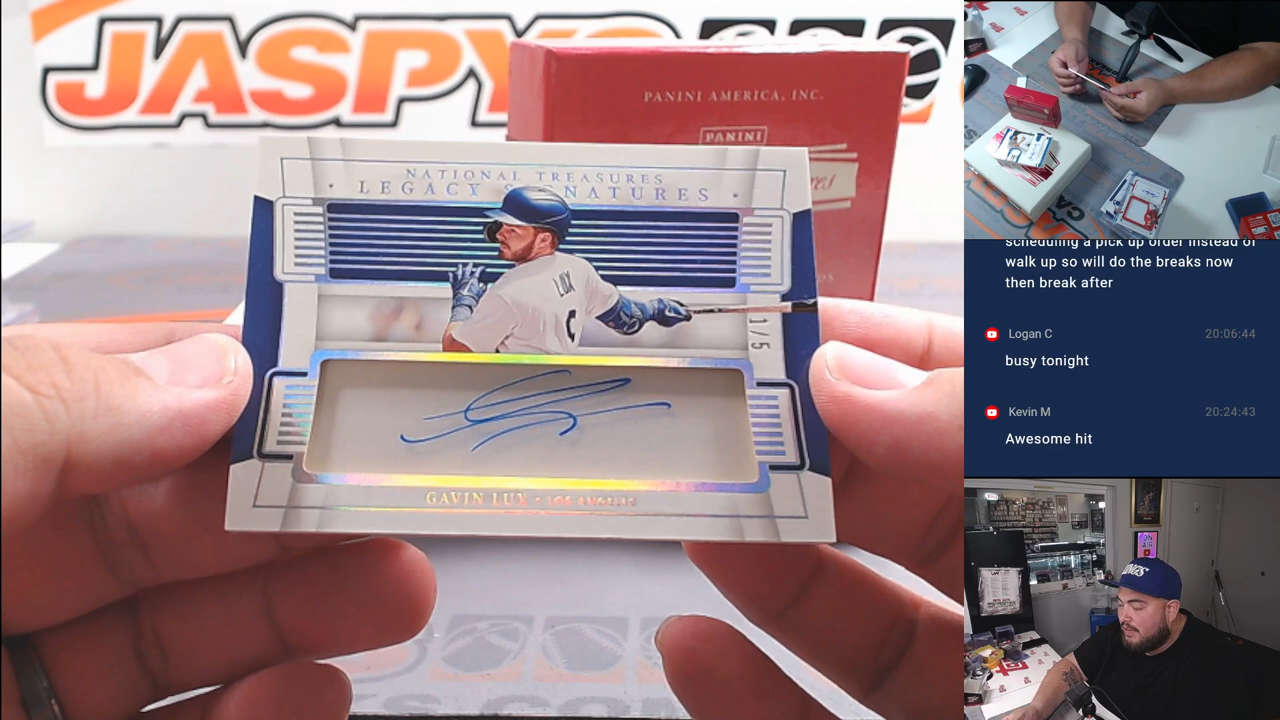 JASPY'S
PANINI AMERICA, INC.
PANINI
NATIONAL TREASURES
LEGACY SIGNATURES
LUX
1/5
GAVIN LUX • LOS ANGELES
scheduling a pick up order instead of
walk up so will do the breaks now
then break after
Logan C 20:06:44
busy tonight
Kevin M 20:24:43
Awesome hit
ON
AIR